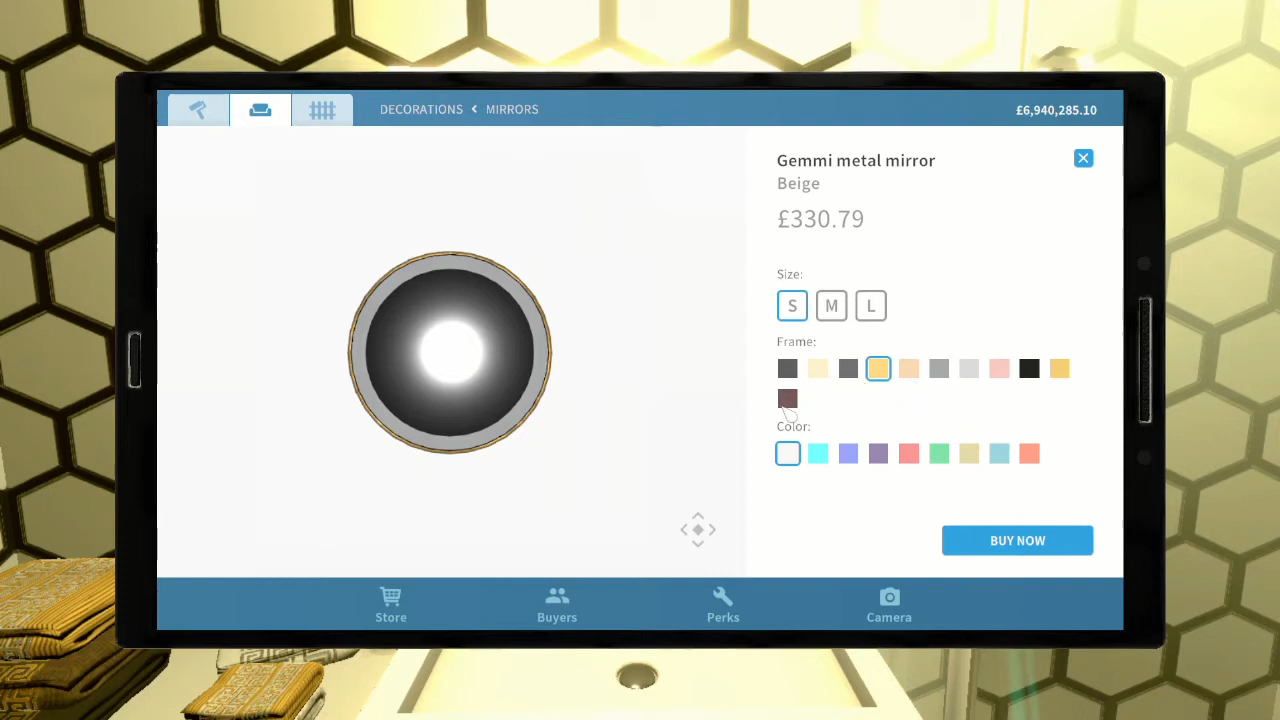 DECORATIONS < MIRRORS
£6,940,285.10
Gemmi metal mirror
Beige
£330.79
Size:
S M L
Frame:
Color:
BUY NOW
Store Buyers Perks Camera